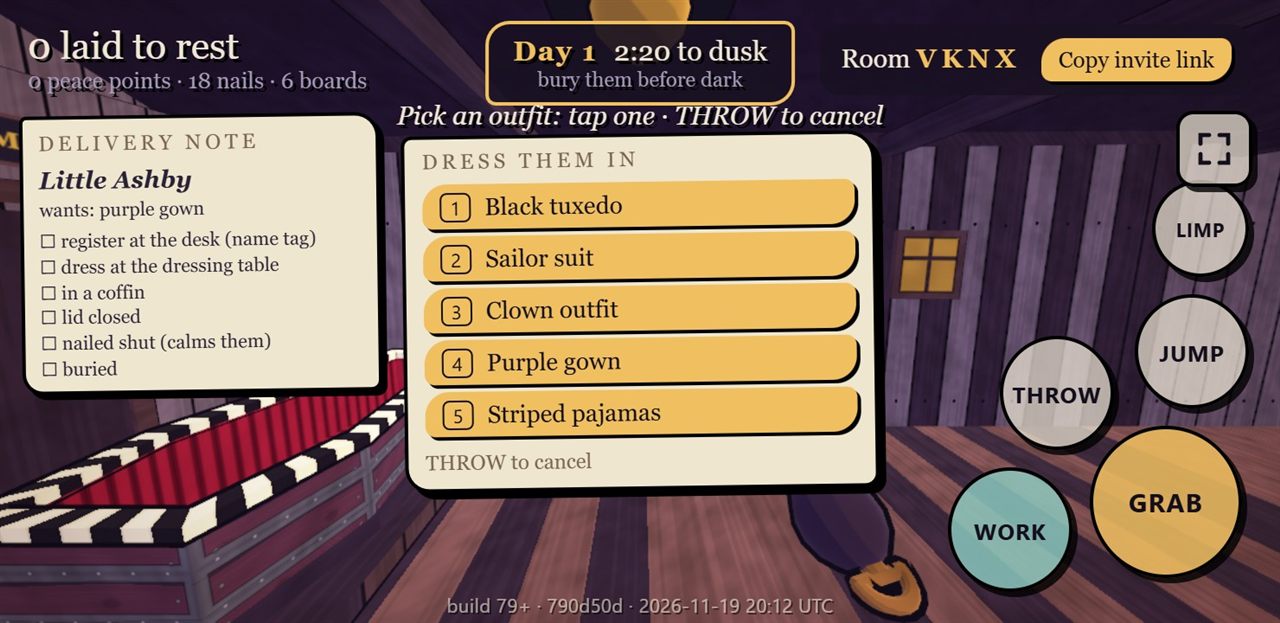 0 laid to rest
0 peace points · 18 nails · 6 boards
Day 1 2:20 to dusk
bury them before dark
Room VKNX
Copy invite link
Pick an outfit: tap one · THROW to cancel
DELIVERY NOTE
Little Ashby
wants: purple gown
☐ register at the desk (name tag)
☐ dress at the dressing table
☐ in a coffin
☐ lid closed
☐ nailed shut (calms them)
☐ buried
DRESS THEM IN
1 Black tuxedo
2 Sailor suit
3 Clown outfit
4 Purple gown
5 Striped pajamas
THROW to cancel
LIMP
JUMP
THROW
GRAB
WORK
build 79+ · 790d50d · 2026-11-19 20:12 UTC